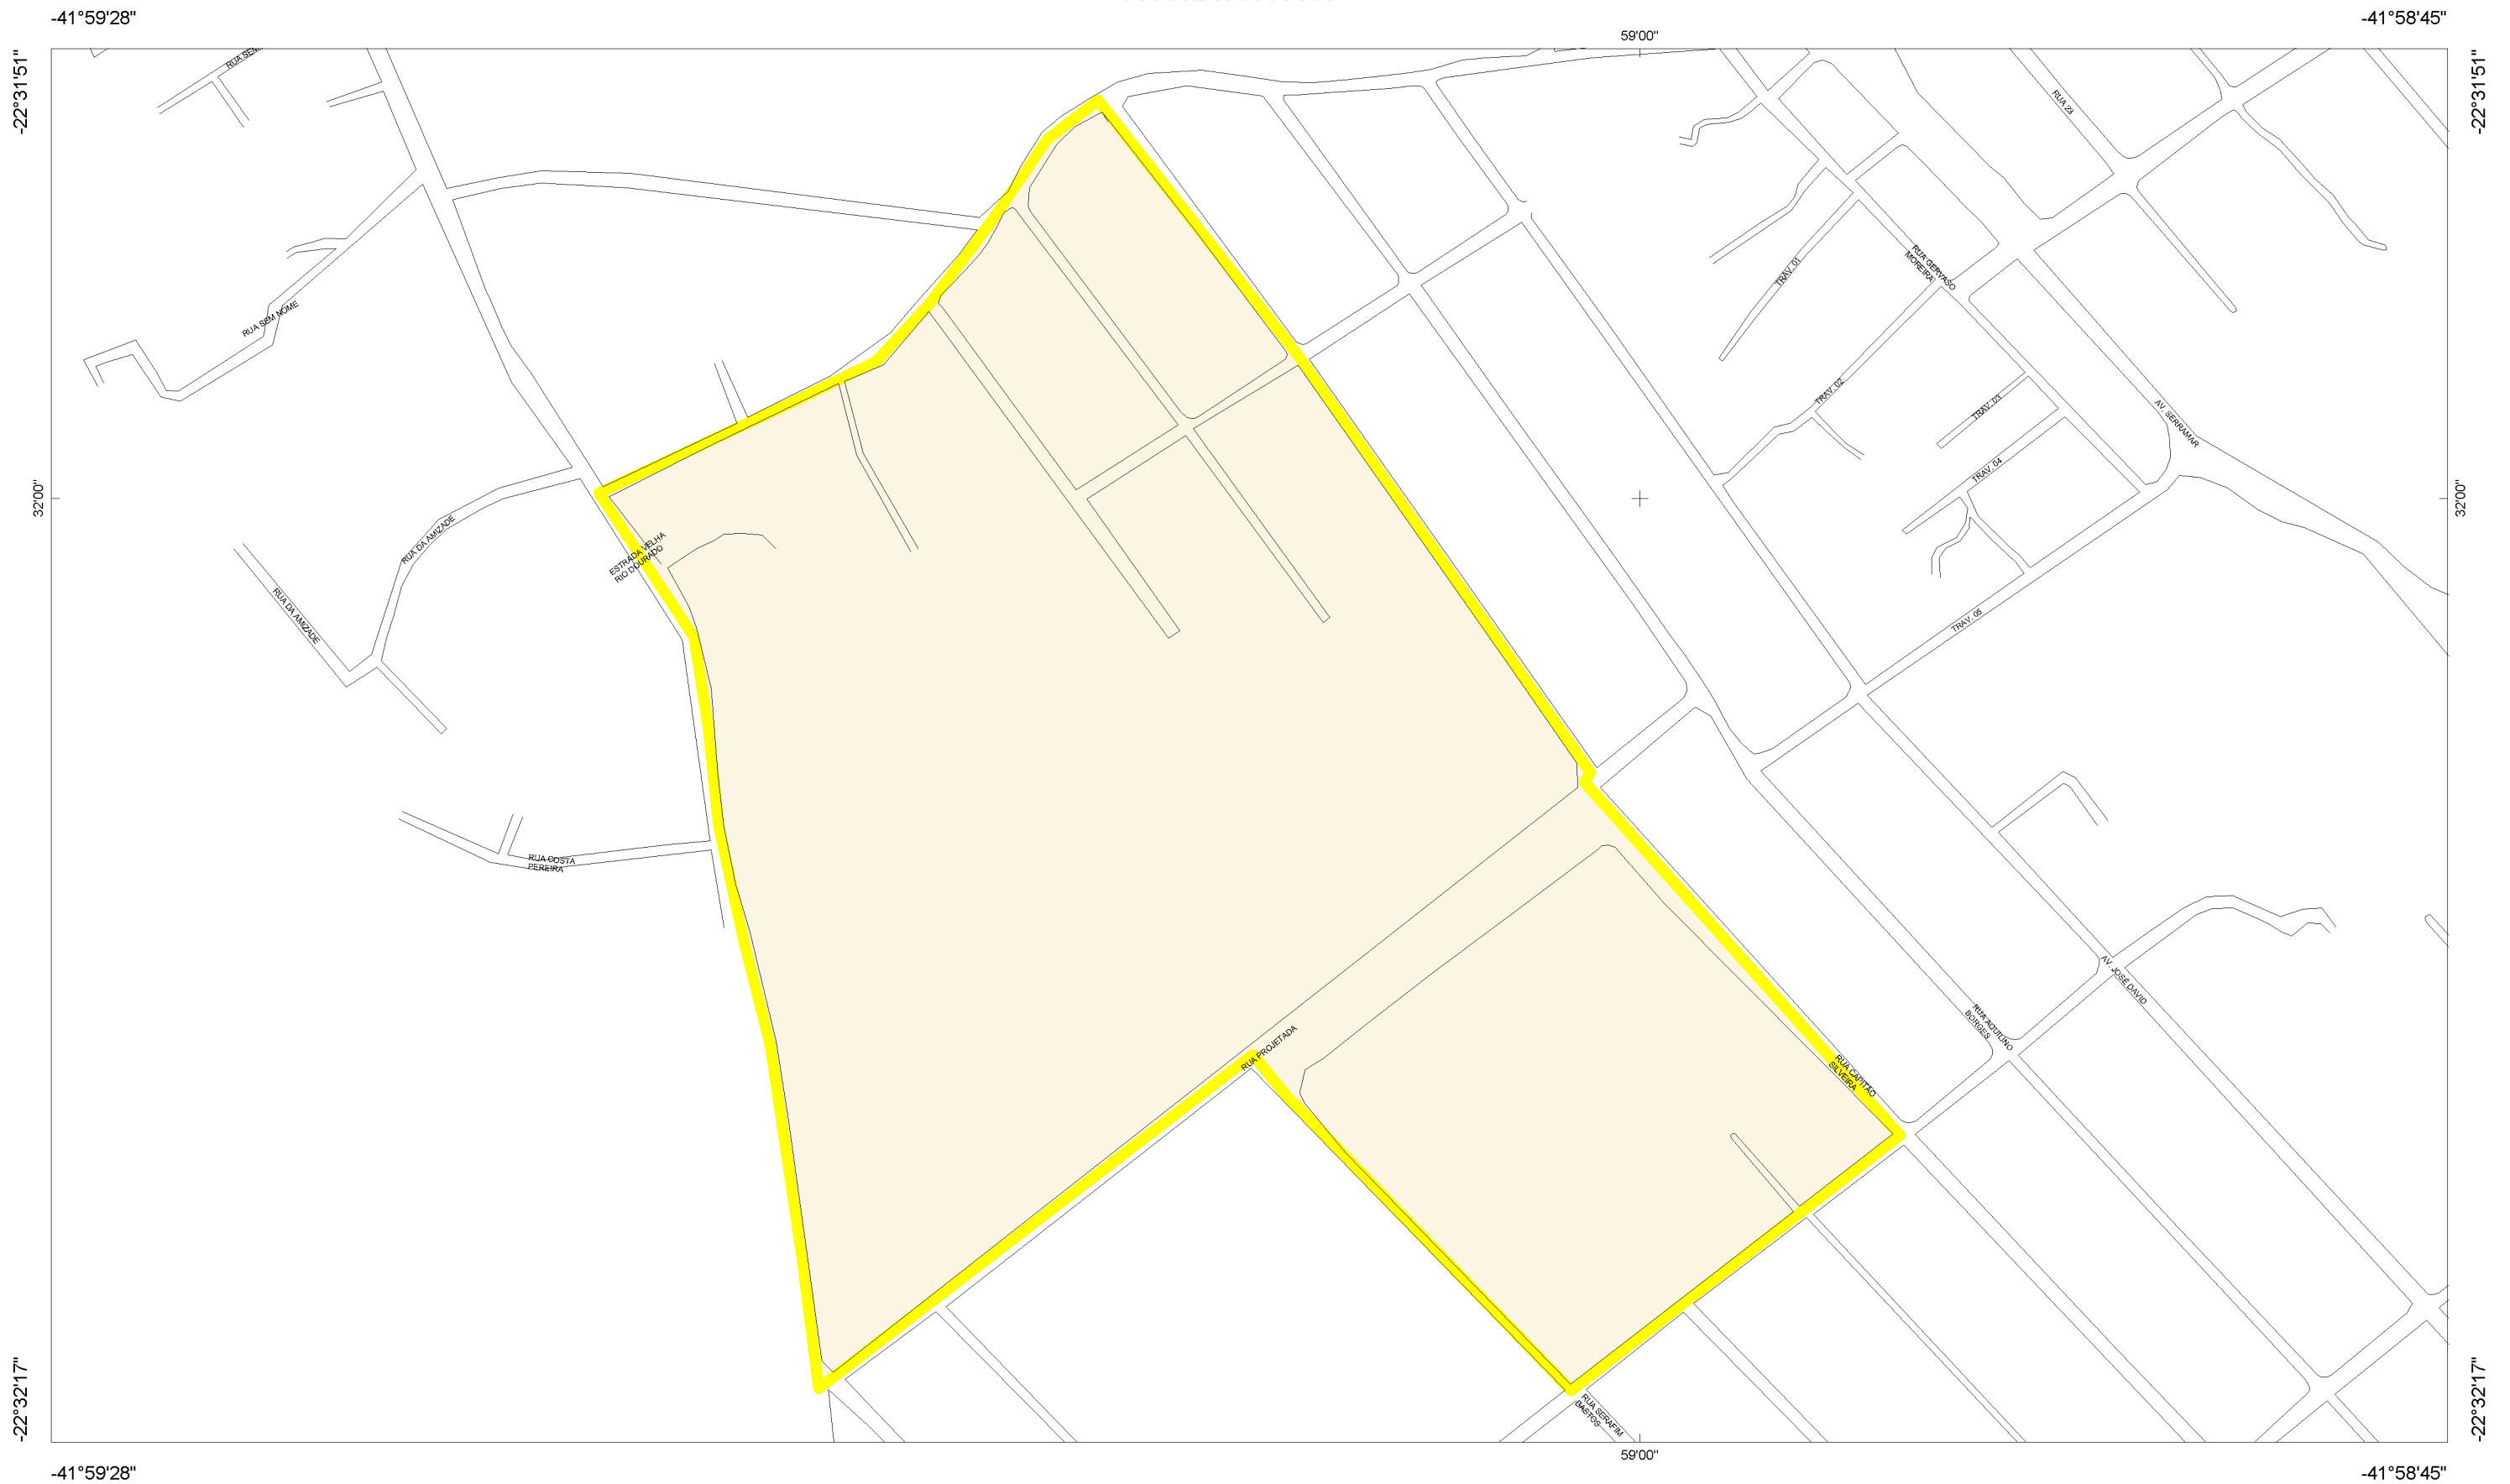 -41°59'28"
-41°58'45"
59'00"
-22°31'51"
-22°31'51"
RUA SEM
RUA 23
RUA GERVASO
MOREIRA
TRAV. 01
RUA SEM NOME
TRAV. 02
TRAV. 03
AV. SERRAMAR
TRAV. 04
32'00"
32'00"
RUA DA AMIZADE
ESTRADA VELHA
RIO DOURADO
RUA DA AMIZADE
TRAV. 05
RUA COSTA
PEREIRA
AV. JOSÉ DAVID
RUA AQUILINO
BORGES
RUA PROJETADA
RUA CAPITÃO
SILVEIRA
RUA SERAFIM
BASTOS
-22°32'17"
-22°32'17"
59'00"
-41°59'28"
-41°58'45"